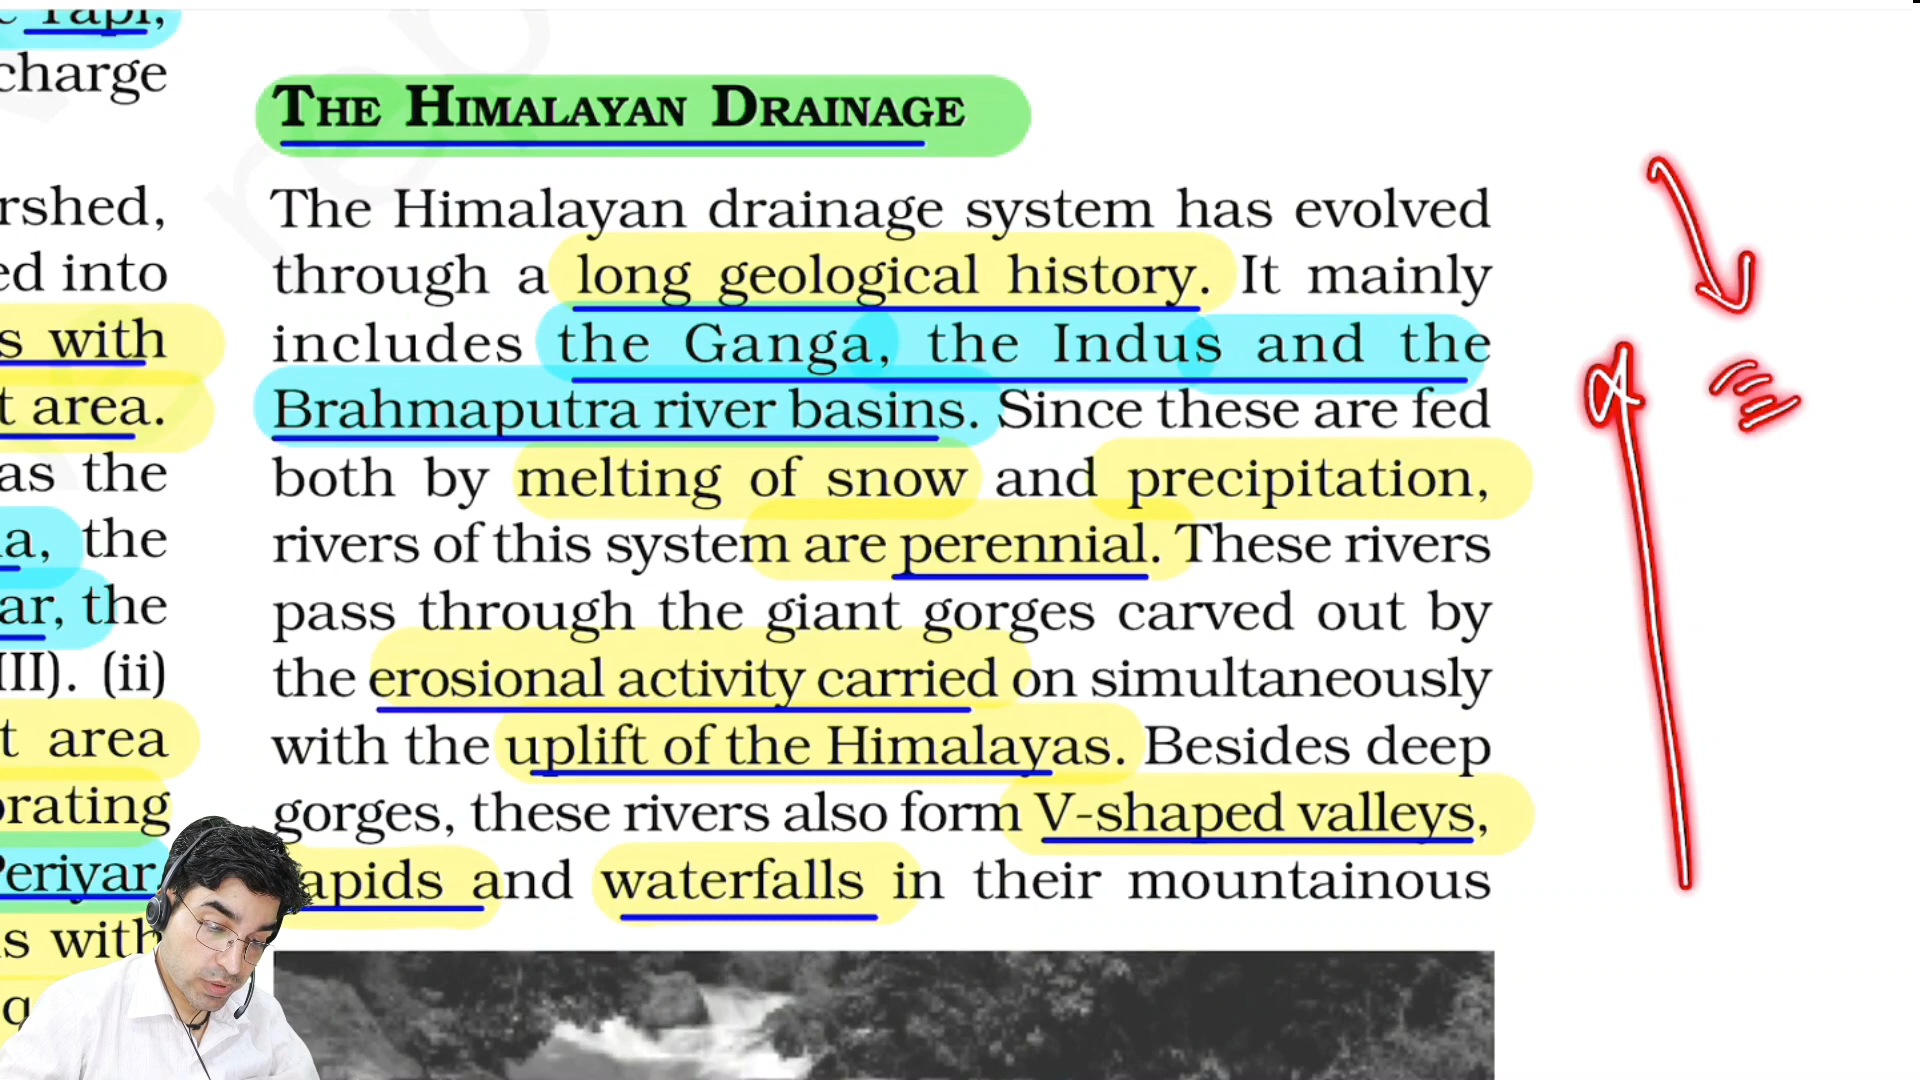 Tapi,
charge
rshed,
ed into
s with
t area.
as the
a, the
ar, the
III). (ii)
t area
orating
Periyar
s with
THE HIMALAYAN DRAINAGE
The Himalayan drainage system has evolved
through a long geological history. It mainly
includes the Ganga, the Indus and the
Brahmaputra river basins. Since these are fed
both by melting of snow and precipitation,
rivers of this system are perennial. These rivers
pass through the giant gorges carved out by
the erosional activity carried on simultaneously
with the uplift of the Himalayas. Besides deep
gorges, these rivers also form V-shaped valleys,
apids and waterfalls in their mountainous